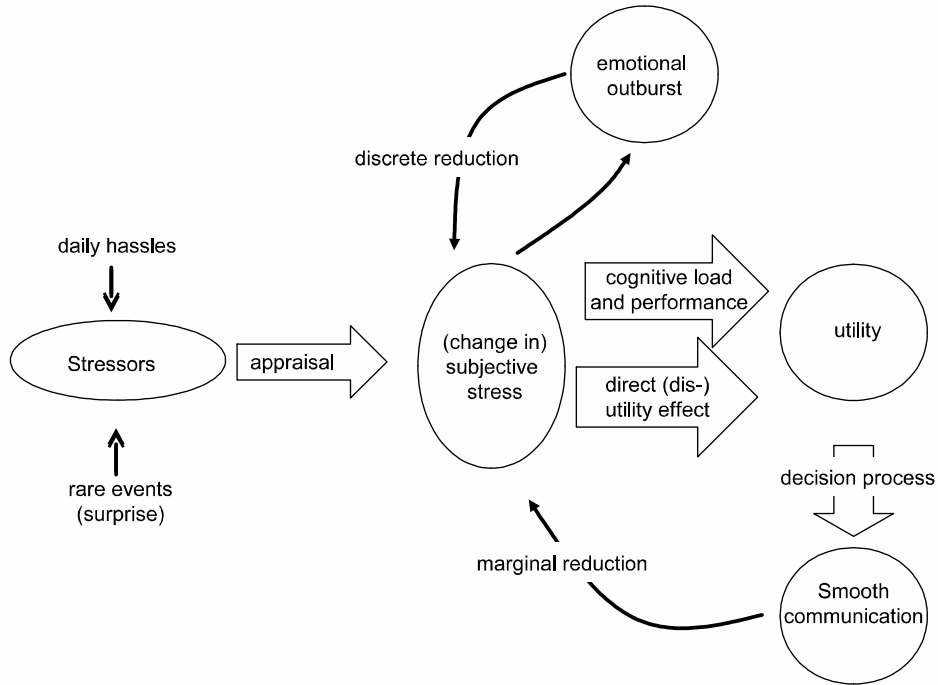 emotional
outburst
discrete reduction
daily hassles
Stressors
appraisal
(change in)
subjective
stress
cognitive load
and performance
direct (dis-)
utility effect
utility
rare events
(surprise)
decision process
marginal reduction
Smooth
communication